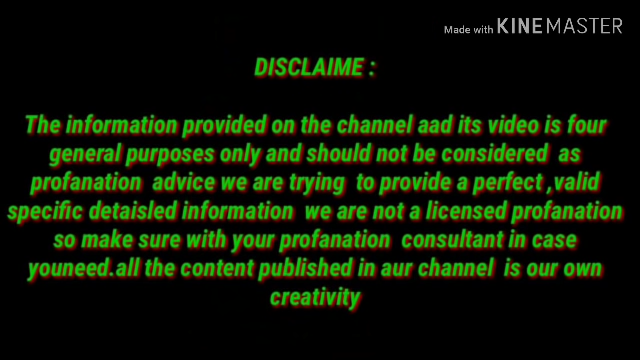 Made with KINEMASTER
DISCLAIME :
The information provided on the channel aad its video is four
general purposes only and should not be considered as
profanation advice we are trying to provide a perfect ,valid
specific detaisled information we are not a licensed profanation
so make sure with your profanation consultant in case
youneed.all the content published in aur channel is our own
creativity